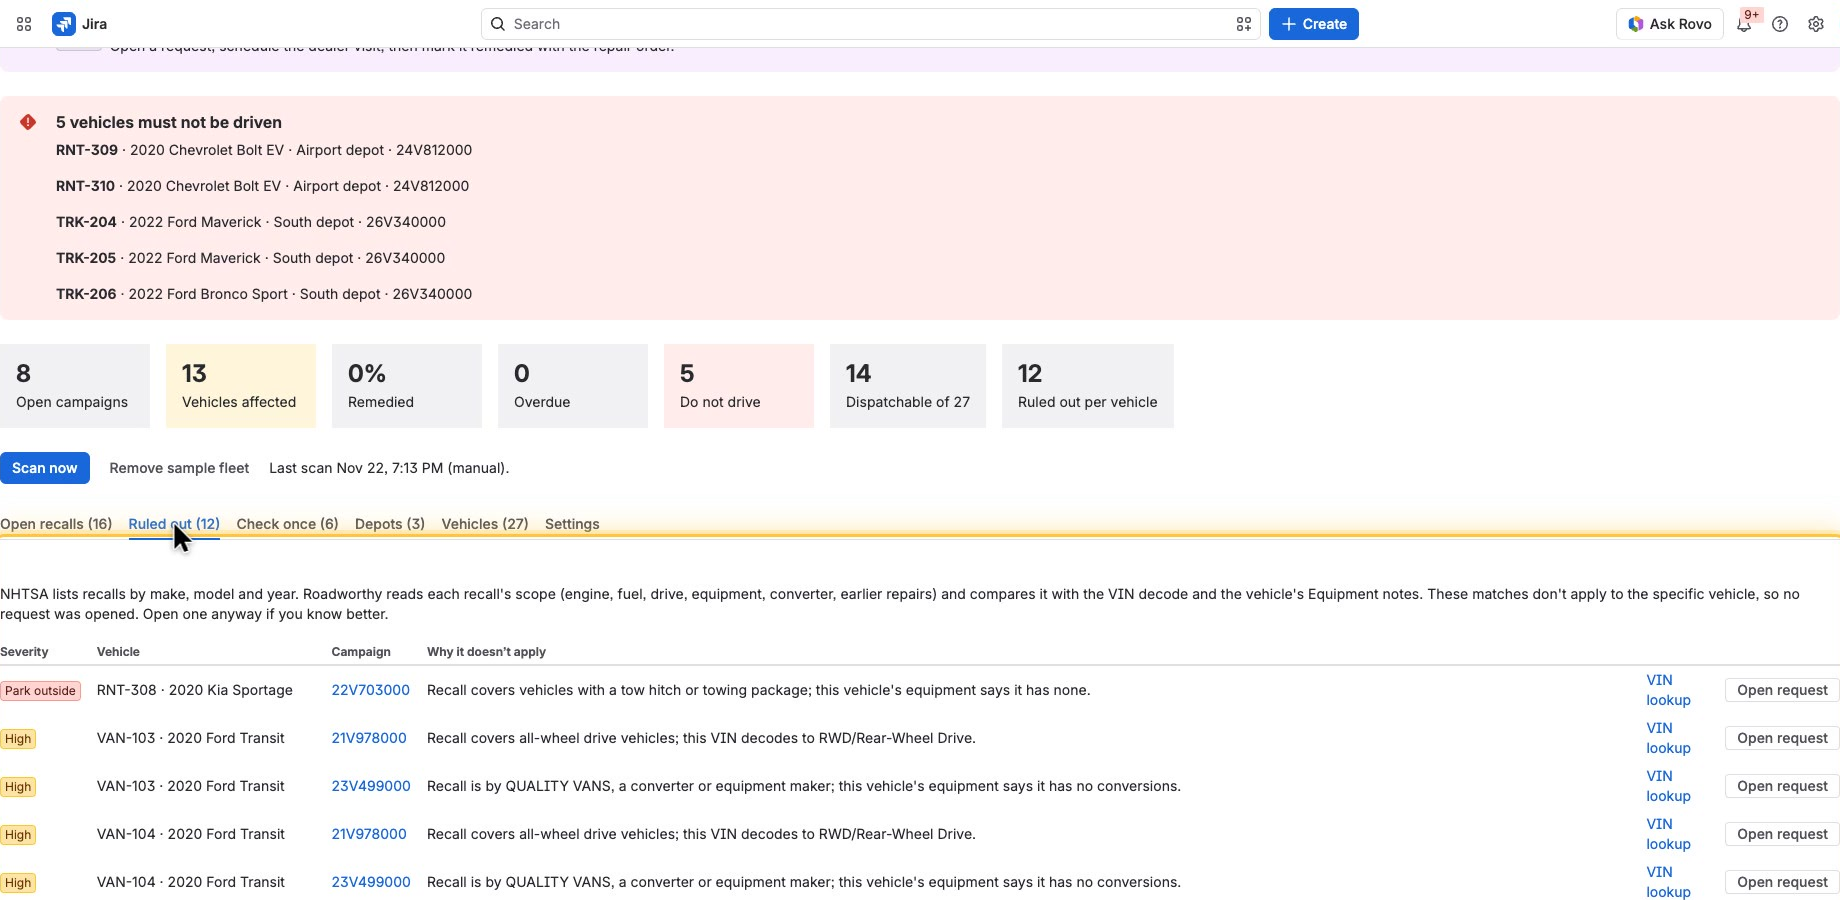 Jira
Search
Create
Ask Rovo
9+
Open a request, schedule the dealer visit, then mark it remedied with the repair order.
5 vehicles must not be driven
RNT-309 · 2020 Chevrolet Bolt EV · Airport depot · 24V812000
RNT-310 · 2020 Chevrolet Bolt EV · Airport depot · 24V812000
TRK-204 · 2022 Ford Maverick · South depot · 26V340000
TRK-205 · 2022 Ford Maverick · South depot · 26V340000
TRK-206 · 2022 Ford Bronco Sport · South depot · 26V340000
8
Open campaigns
13
Vehicles affected
0%
Remedied
0
Overdue
5
Do not drive
14
Dispatchable of 27
12
Ruled out per vehicle
Scan now
Remove sample fleet
Last scan Nov 22, 7:13 PM (manual).
Open recalls (16)
Ruled out (12)
Check once (6)
Depots (3)
Vehicles (27)
Settings
NHTSA lists recalls by make, model and year. Roadworthy reads each recall's scope (engine, fuel, drive, equipment, converter, earlier repairs) and compares it with the VIN decode and the vehicle's Equipment notes. These matches don't apply to the specific vehicle, so no
request was opened. Open one anyway if you know better.
Severity Vehicle Campaign Why it doesn't apply
Park outside RNT-308 · 2020 Kia Sportage 22V703000 Recall covers vehicles with a tow hitch or towing package; this vehicle's equipment says it has none. VIN lookup Open request
High VAN-103 · 2020 Ford Transit 21V978000 Recall covers all-wheel drive vehicles; this VIN decodes to RWD/Rear-Wheel Drive. VIN lookup Open request
High VAN-103 · 2020 Ford Transit 23V499000 Recall is by QUALITY VANS, a converter or equipment maker; this vehicle's equipment says it has no conversions. VIN lookup Open request
High VAN-104 · 2020 Ford Transit 21V978000 Recall covers all-wheel drive vehicles; this VIN decodes to RWD/Rear-Wheel Drive. VIN lookup Open request
High VAN-104 · 2020 Ford Transit 23V499000 Recall is by QUALITY VANS, a converter or equipment maker; this vehicle's equipment says it has no conversions. VIN lookup Open request